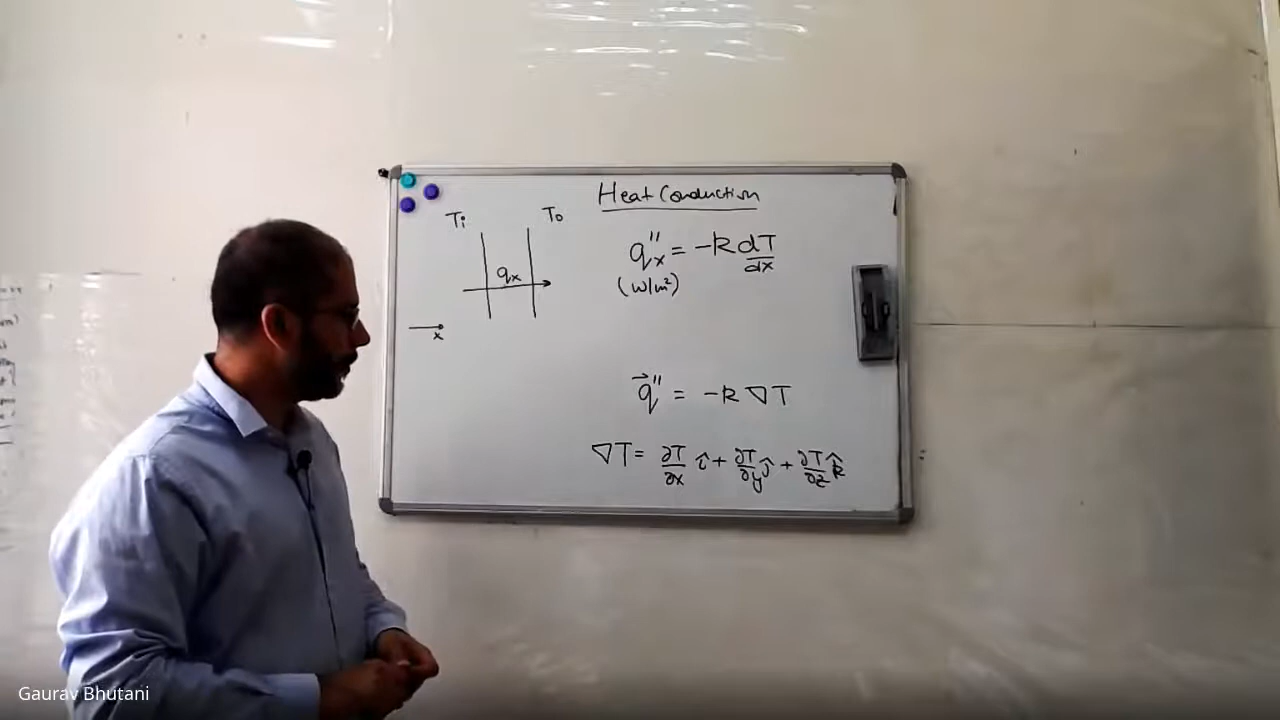 Heat Conduction
Ti To
qx
x
q''x = -k dT/dx
(W/m²)
q⃗'' = -k ∇T
∇T = ∂T/∂x î + ∂T/∂y ĵ + ∂T/∂z k̂
Gaurav Bhutani